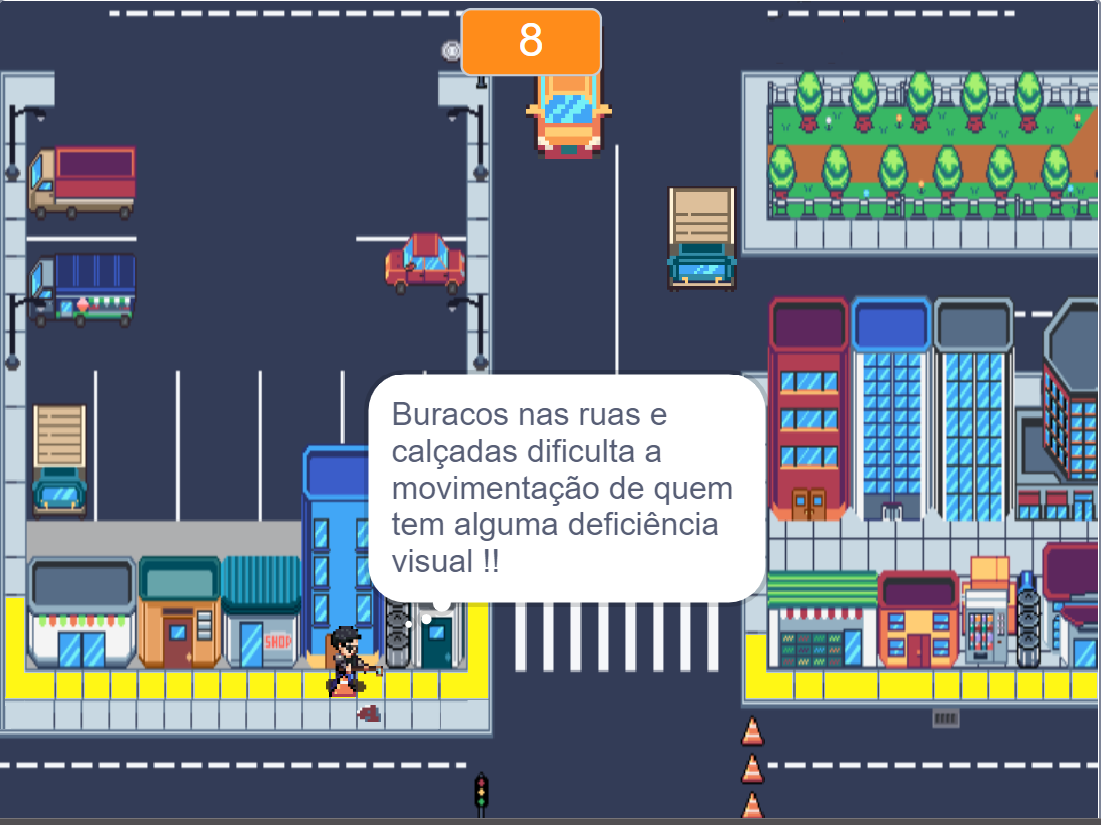 8
Buracos nas ruas e
calçadas dificulta a
movimentação de quem
tem alguma deficiência
visual !!
SHOP